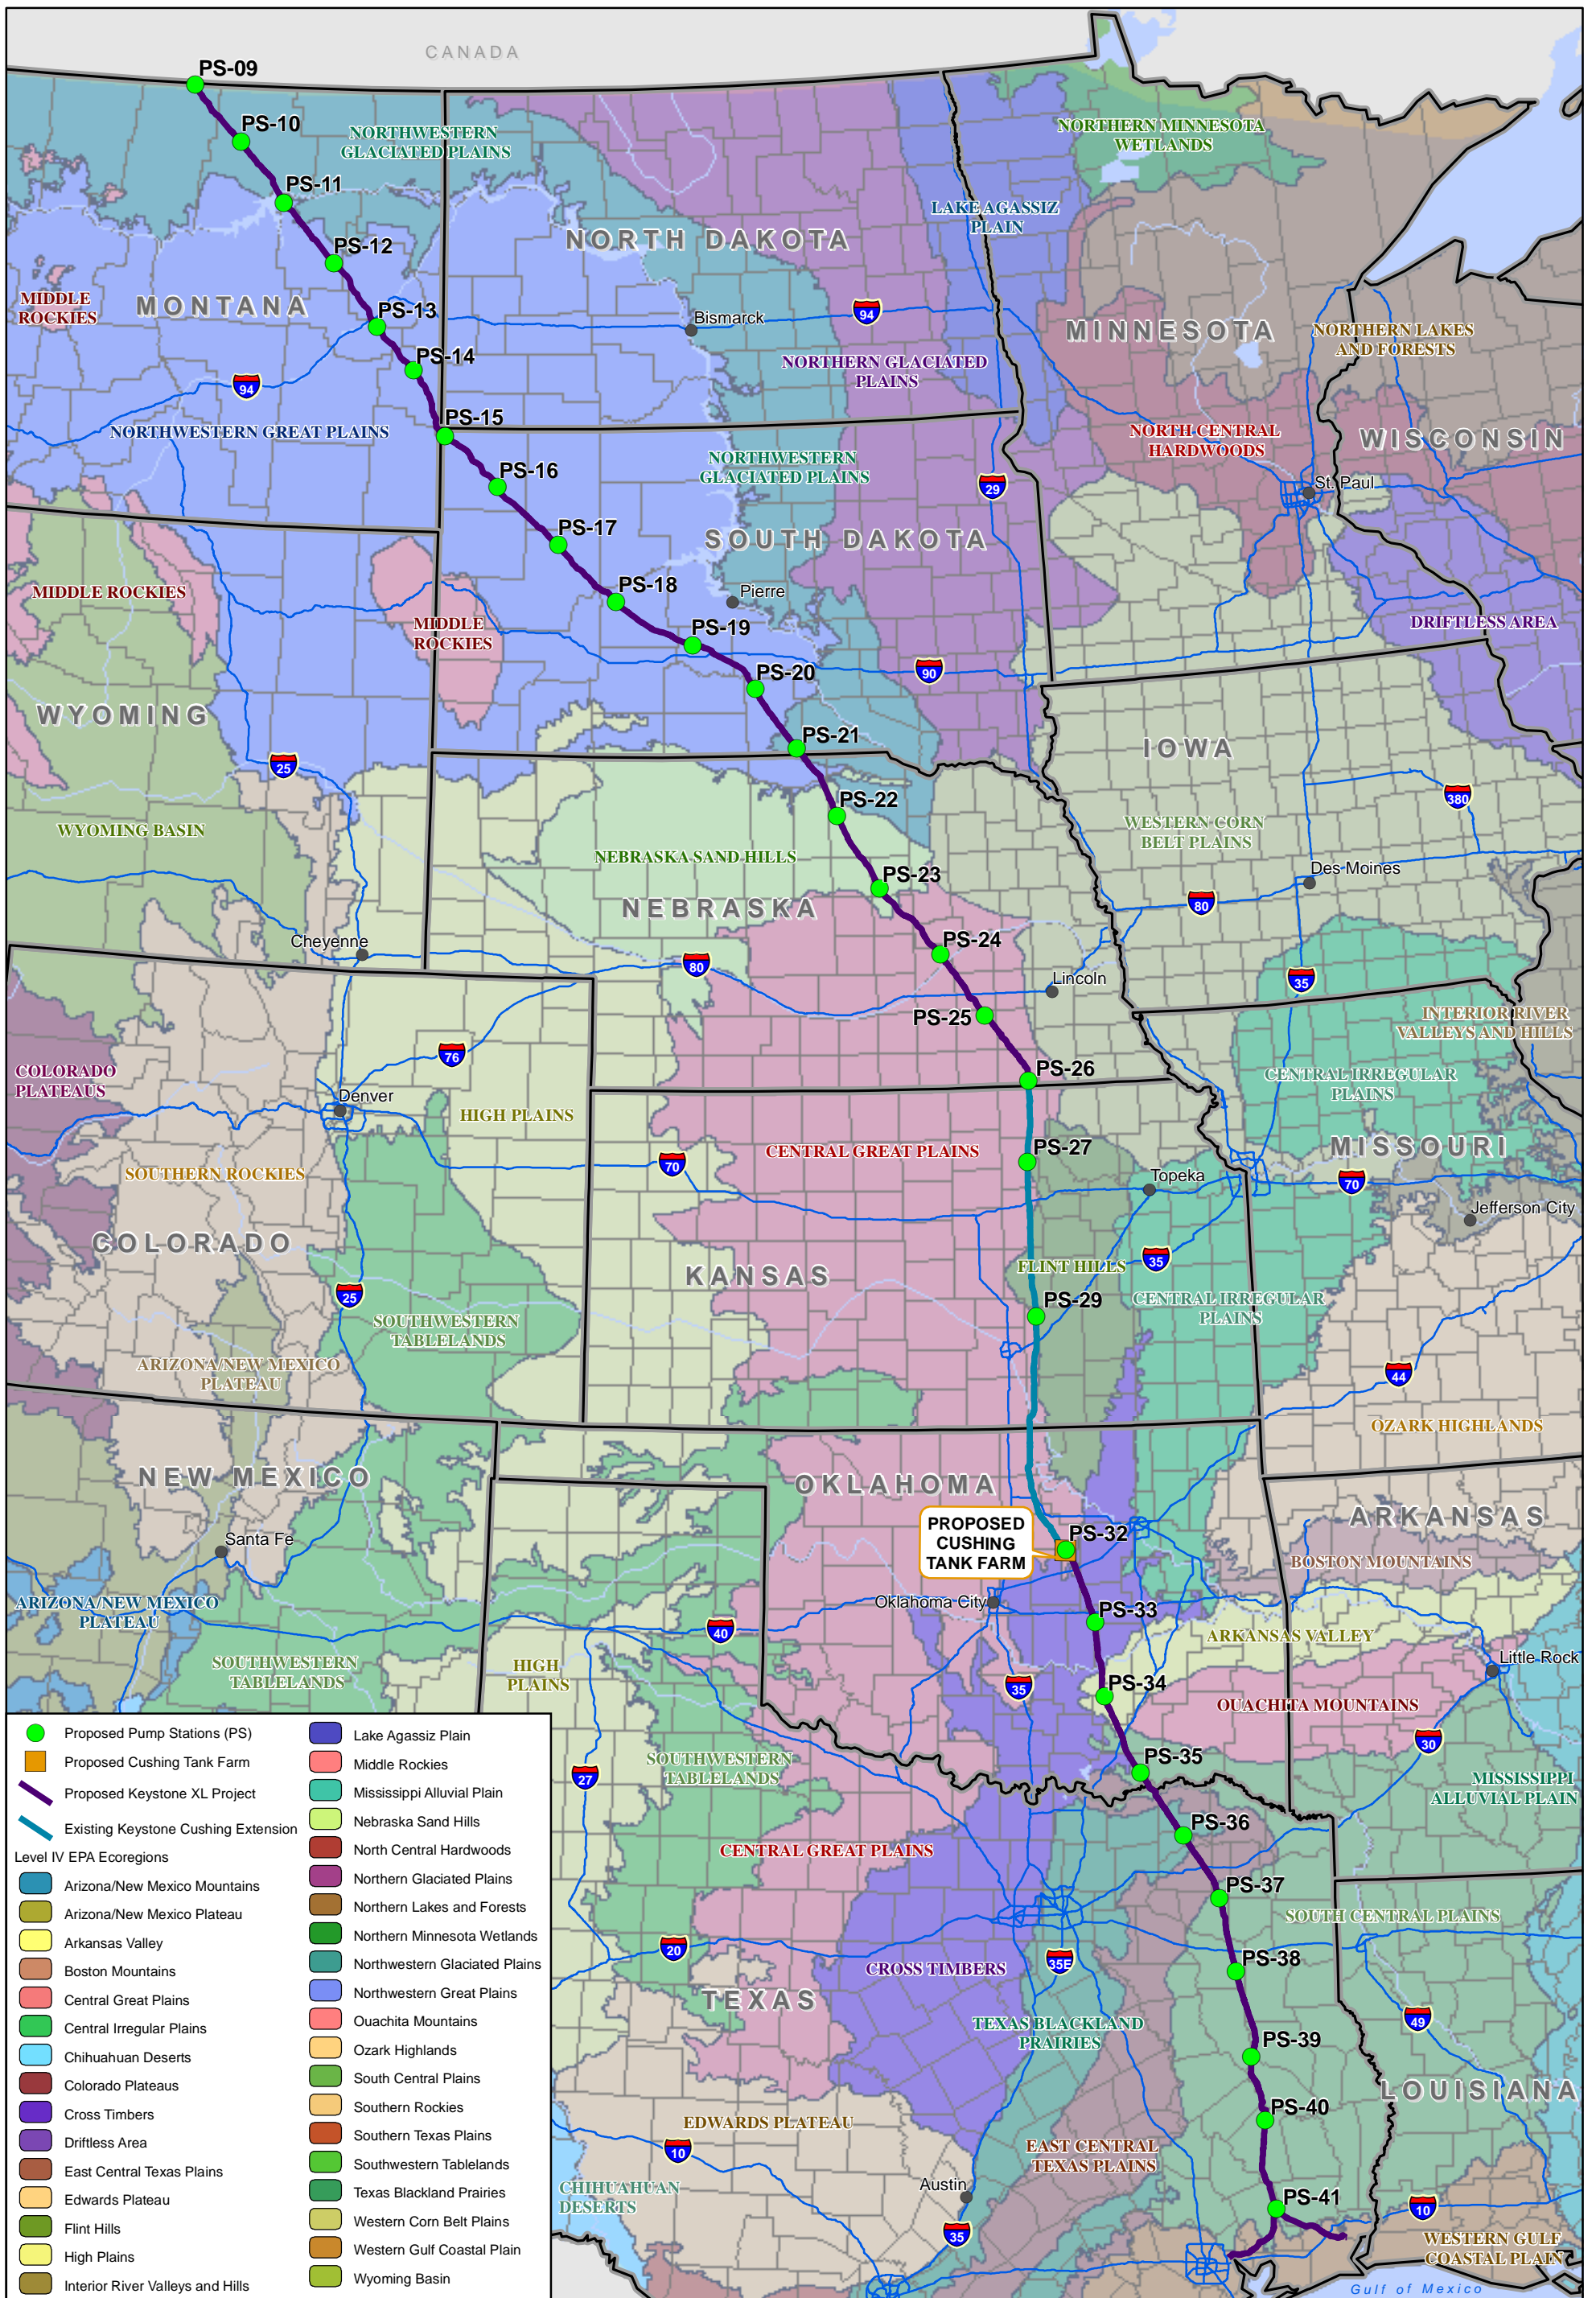 CANADA
PS-09
PS-10
NORTHWESTERN
GLACIATED PLAINS
NORTHERN MINNESOTA
WETLANDS
PS-11
LAKE AGASSIZ
PLAIN
PS-12
NORTH DAKOTA
MIDDLE
ROCKIES
MONTANA
PS-13
Bismarck
94
MINNESOTA
NORTHERN LAKES
AND FORESTS
PS-14
94
NORTHERN GLACIATED
PLAINS
PS-15
NORTHWESTERN GREAT PLAINS
NORTH CENTRAL
HARDWOODS
WISCONSIN
PS-16
NORTHWESTERN
GLACIATED PLAINS
29
St. Paul
PS-17
SOUTH DAKOTA
MIDDLE ROCKIES
PS-18
Pierre
MIDDLE
ROCKIES
PS-19
DRIFTLESS AREA
PS-20
90
WYOMING
PS-21
IOWA
25
PS-22
380
WYOMING BASIN
WESTERN CORN
BELT PLAINS
NEBRASKA SAND HILLS
PS-23
Des Moines
NEBRASKA
80
Cheyenne
PS-24
80
Lincoln
35
PS-25
INTERIOR RIVER
VALLEYS AND HILLS
76
COLORADO
PLATEAUS
PS-26
CENTRAL IRREGULAR
PLAINS
Denver
HIGH PLAINS
CENTRAL GREAT PLAINS
PS-27
MISSOURI
70
SOUTHERN ROCKIES
Topeka
70
Jefferson City
COLORADO
KANSAS
FLINT HILLS
35
25
PS-29
CENTRAL IRREGULAR
PLAINS
SOUTHWESTERN
TABLELANDS
ARIZONA/NEW MEXICO
PLATEAU
44
OZARK HIGHLANDS
NEW MEXICO
OKLAHOMA
ARKANSAS
PROPOSED
CUSHING
TANK FARM
PS-32
Santa Fe
BOSTON MOUNTAINS
ARIZONA/NEW MEXICO
PLATEAU
Oklahoma City
PS-33
40
ARKANSAS VALLEY
SOUTHWESTERN
TABLELANDS
HIGH
PLAINS
Little Rock
35
PS-34
OUACHITA MOUNTAINS
30
SOUTHWESTERN
TABLELANDS
PS-35
27
MISSISSIPPI
ALLUVIAL PLAIN
PS-36
CENTRAL GREAT PLAINS
PS-37
SOUTH CENTRAL PLAINS
20
35E
CROSS TIMBERS
PS-38
TEXAS
49
TEXAS BLACKLAND
PRAIRIES
PS-39
LOUISIANA
PS-40
EDWARDS PLATEAU
10
EAST CENTRAL
TEXAS PLAINS
CHIHUAHUAN
DESERTS
Austin
PS-41
10
35
WESTERN GULF
COASTAL PLAIN
Gulf of Mexico
Proposed Pump Stations (PS)
Proposed Cushing Tank Farm
Proposed Keystone XL Project
Existing Keystone Cushing Extension
Level IV EPA Ecoregions
Arizona/New Mexico Mountains
Arizona/New Mexico Plateau
Arkansas Valley
Boston Mountains
Central Great Plains
Central Irregular Plains
Chihuahuan Deserts
Colorado Plateaus
Cross Timbers
Driftless Area
East Central Texas Plains
Edwards Plateau
Flint Hills
High Plains
Interior River Valleys and Hills
Lake Agassiz Plain
Middle Rockies
Mississippi Alluvial Plain
Nebraska Sand Hills
North Central Hardwoods
Northern Glaciated Plains
Northern Lakes and Forests
Northern Minnesota Wetlands
Northwestern Glaciated Plains
Northwestern Great Plains
Ouachita Mountains
Ozark Highlands
South Central Plains
Southern Rockies
Southern Texas Plains
Southwestern Tablelands
Texas Blackland Prairies
Western Corn Belt Plains
Western Gulf Coastal Plain
Wyoming Basin